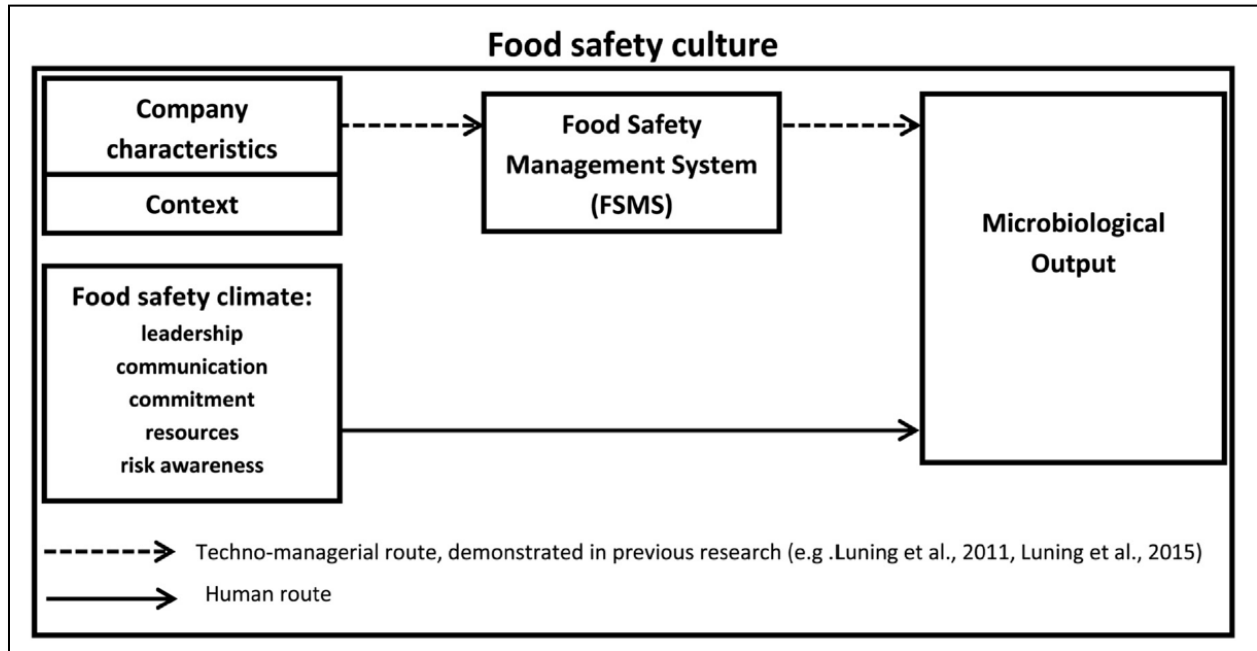 Food safety culture
Company
characteristics
Context
Food Safety
Management System
(FSMS)
Microbiological
Output
Food safety climate:
leadership
communication
commitment
resources
risk awareness
Techno-managerial route, demonstrated in previous research (e.g .Luning et al., 2011, Luning et al., 2015)
Human route